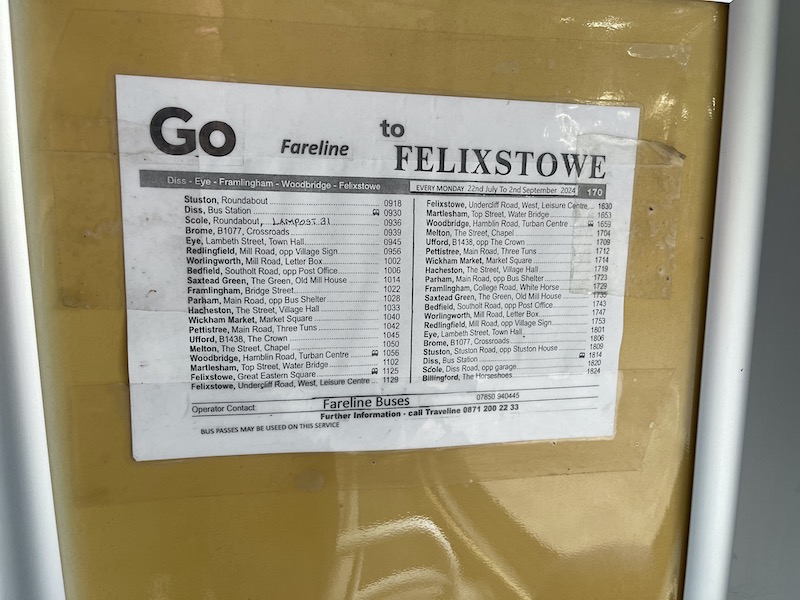 Go Fareline to FELIXSTOWE
Diss - Eye - Framlingham - Woodbridge - Felixstowe
EVERY MONDAY 22nd July To 2nd September 2024 170
Stuston, Roundabout 0918
Diss, Bus Station 0930
Scole, Roundabout, LAMPOST 31 0936
Brome, B1077, Crossroads 0939
Eye, Lambeth Street, Town Hall 0945
Redlingfield, Mill Road, opp Village Sign 0956
Worlingworth, Mill Road, Letter Box 1002
Bedfield, Southolt Road, opp Post Office 1006
Saxtead Green, The Green, Old Mill House 1014
Framlingham, Bridge Street 1022
Parham, Main Road, opp Bus Shelter 1028
Hacheston, The Street, Village Hall 1033
Wickham Market, Market Square 1040
Pettistree, Main Road, Three Tuns 1042
Ufford, B1438, The Crown 1045
Melton, The Street, Chapel 1050
Woodbridge, Hamblin Road, Turban Centre 1056
Martlesham, Top Street, Water Bridge 1102
Felixstowe, Great Eastern Square 1125
Felixstowe, Undercliff Road, West, Leisure Centre 1129
Felixstowe, Undercliff Road, West, Leisure Centre 1630
Martlesham, Top Street, Water Bridge 1653
Woodbridge, Hamblin Road, Turban Centre 1659
Melton, The Street, Chapel 1704
Ufford, B1438, opp The Crown 1709
Pettistree, Main Road, Three Tuns 1712
Wickham Market, Market Square 1714
Hacheston, The Street, Village Hall 1719
Parham, Main Road, opp Bus Shelter 1723
Framlingham, College Road, White Horse 1729
Saxtead Green, The Green, Old Mill House 1735
Bedfield, Southolt Road, opp Post Office 1743
Worlingworth, Mill Road, Letter Box 1747
Redlingfield, Mill Road, opp Village Sign 1753
Eye, Lambeth Street, Town Hall 1801
Brome, B1077, Crossroads 1806
Stuston, Stuston Road, opp Stuston House 1809
Diss, Bus Station 1814
Scole, Diss Road, opp garage 1820
Billingford, The Horseshoes 1824
Operator Contact Fareline Buses 07850 940445
Further Information - call Traveline 0871 200 22 33
BUS PASSES MAY BE USEED ON THIS SERVICE